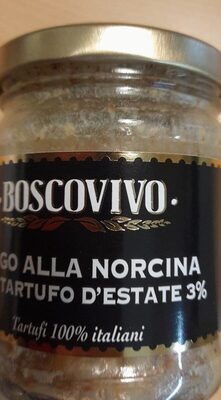 BOSCOVIVO
GO ALLA NORCINA
TARTUFO D'ESTATE 3%
Tartufi 100% italiani